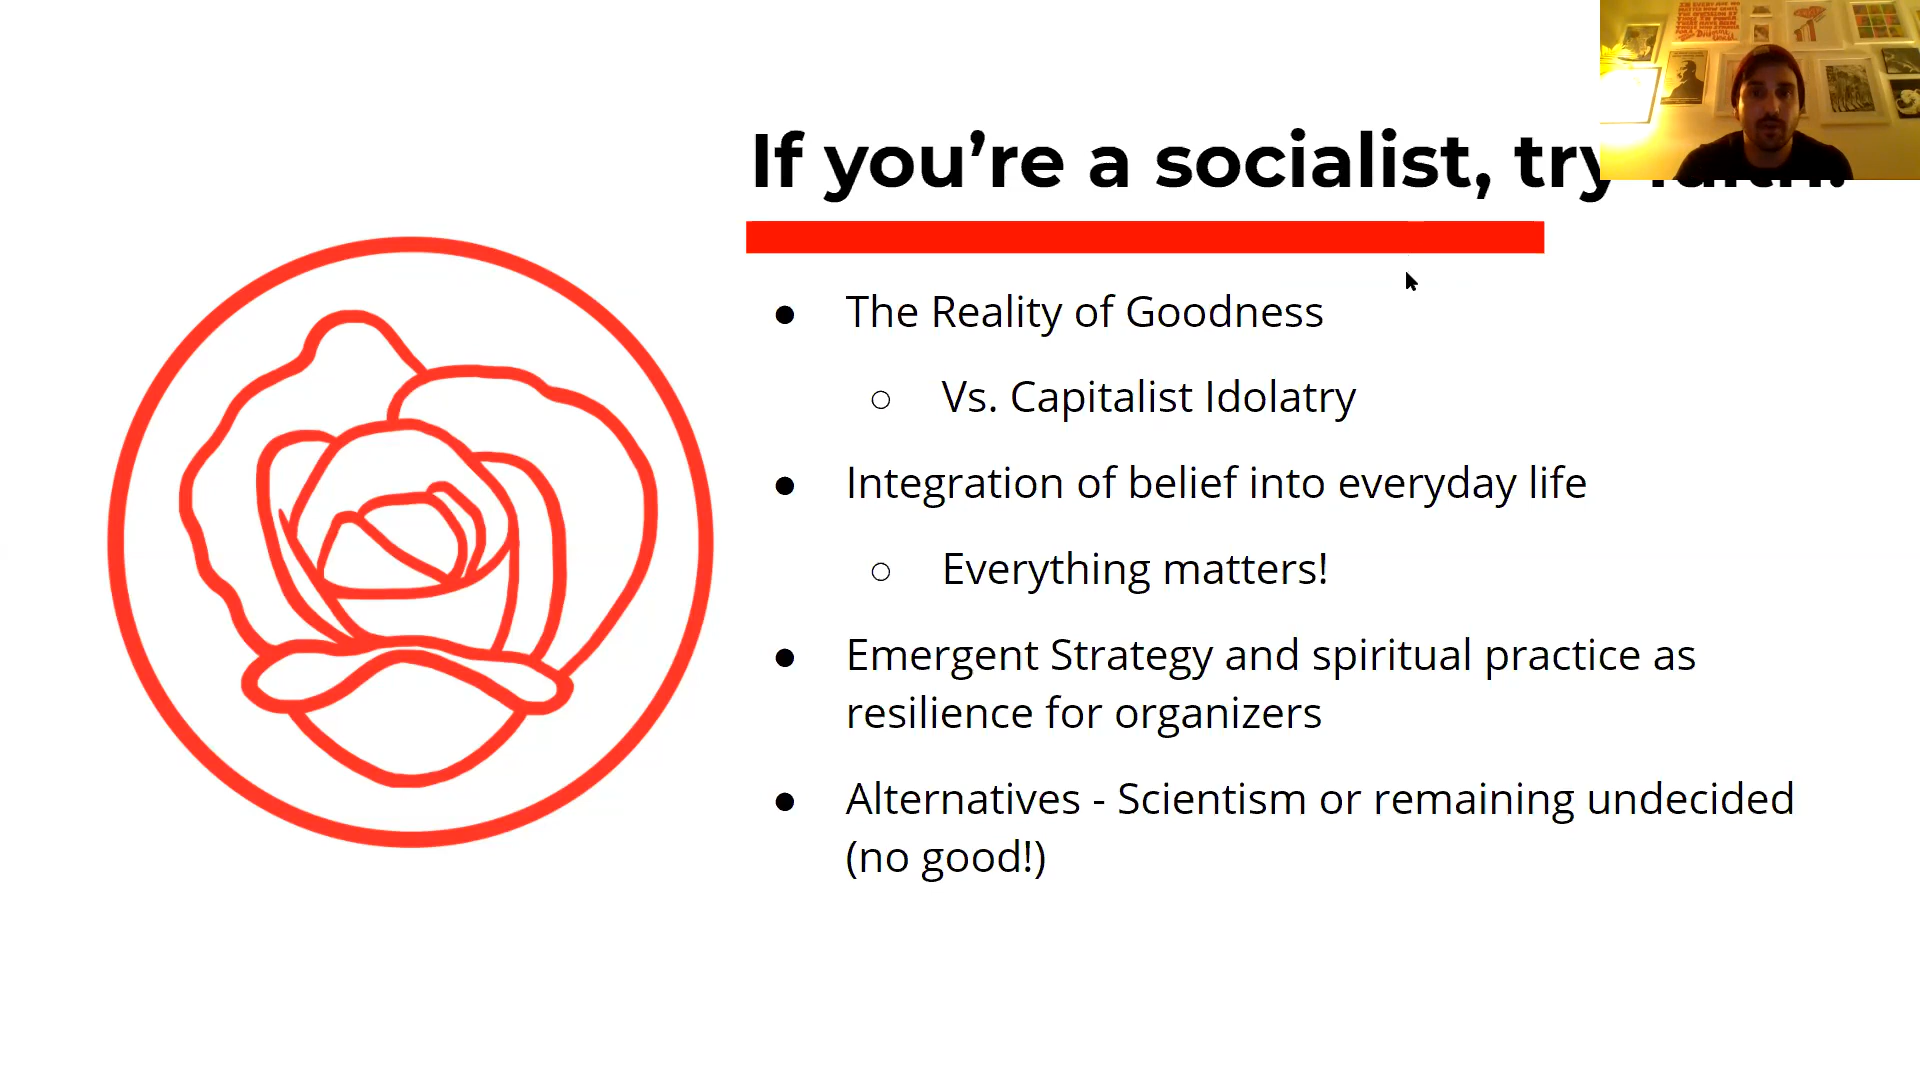 If you're a socialist, try
● The Reality of Goodness
○ Vs. Capitalist Idolatry
● Integration of belief into everyday life
○ Everything matters!
● Emergent Strategy and spiritual practice as
resilience for organizers
● Alternatives - Scientism or remaining undecided
(no good!)